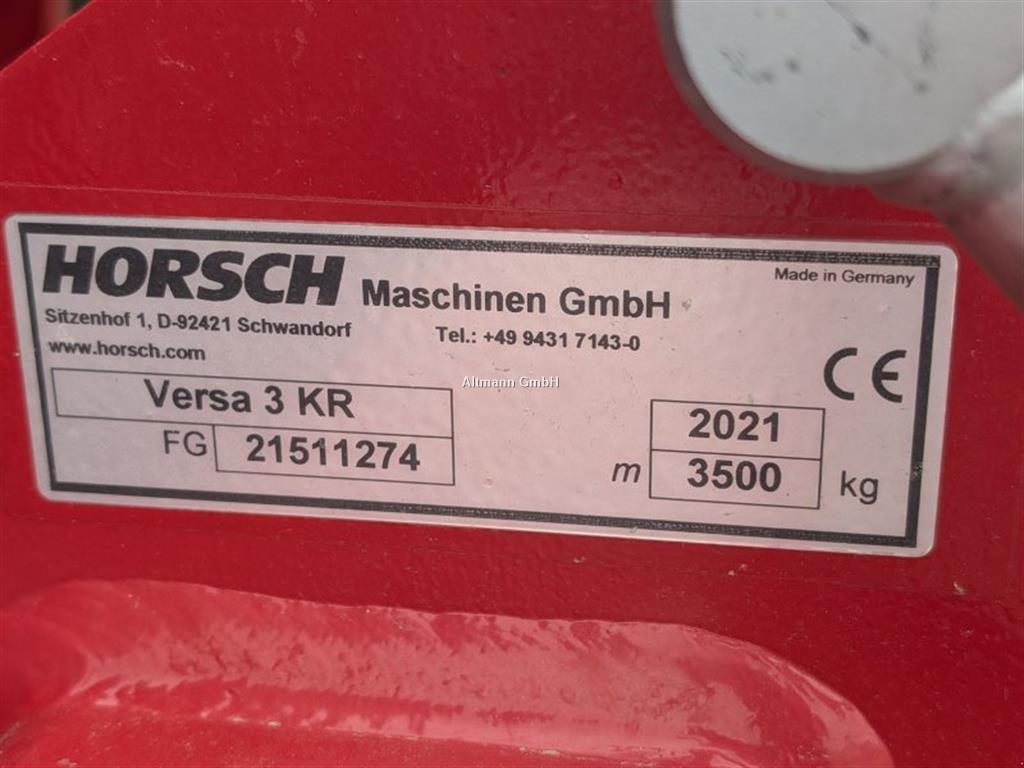 HORSCH Maschinen GmbH
Made in Germany
Sitzenhof 1, D-92421 Schwandorf
Tel.: +49 9431 7143-0
www.horsch.com
CE
Altmann GmbH
Versa 3 KR
2021
FG 21511274
m 3500 kg